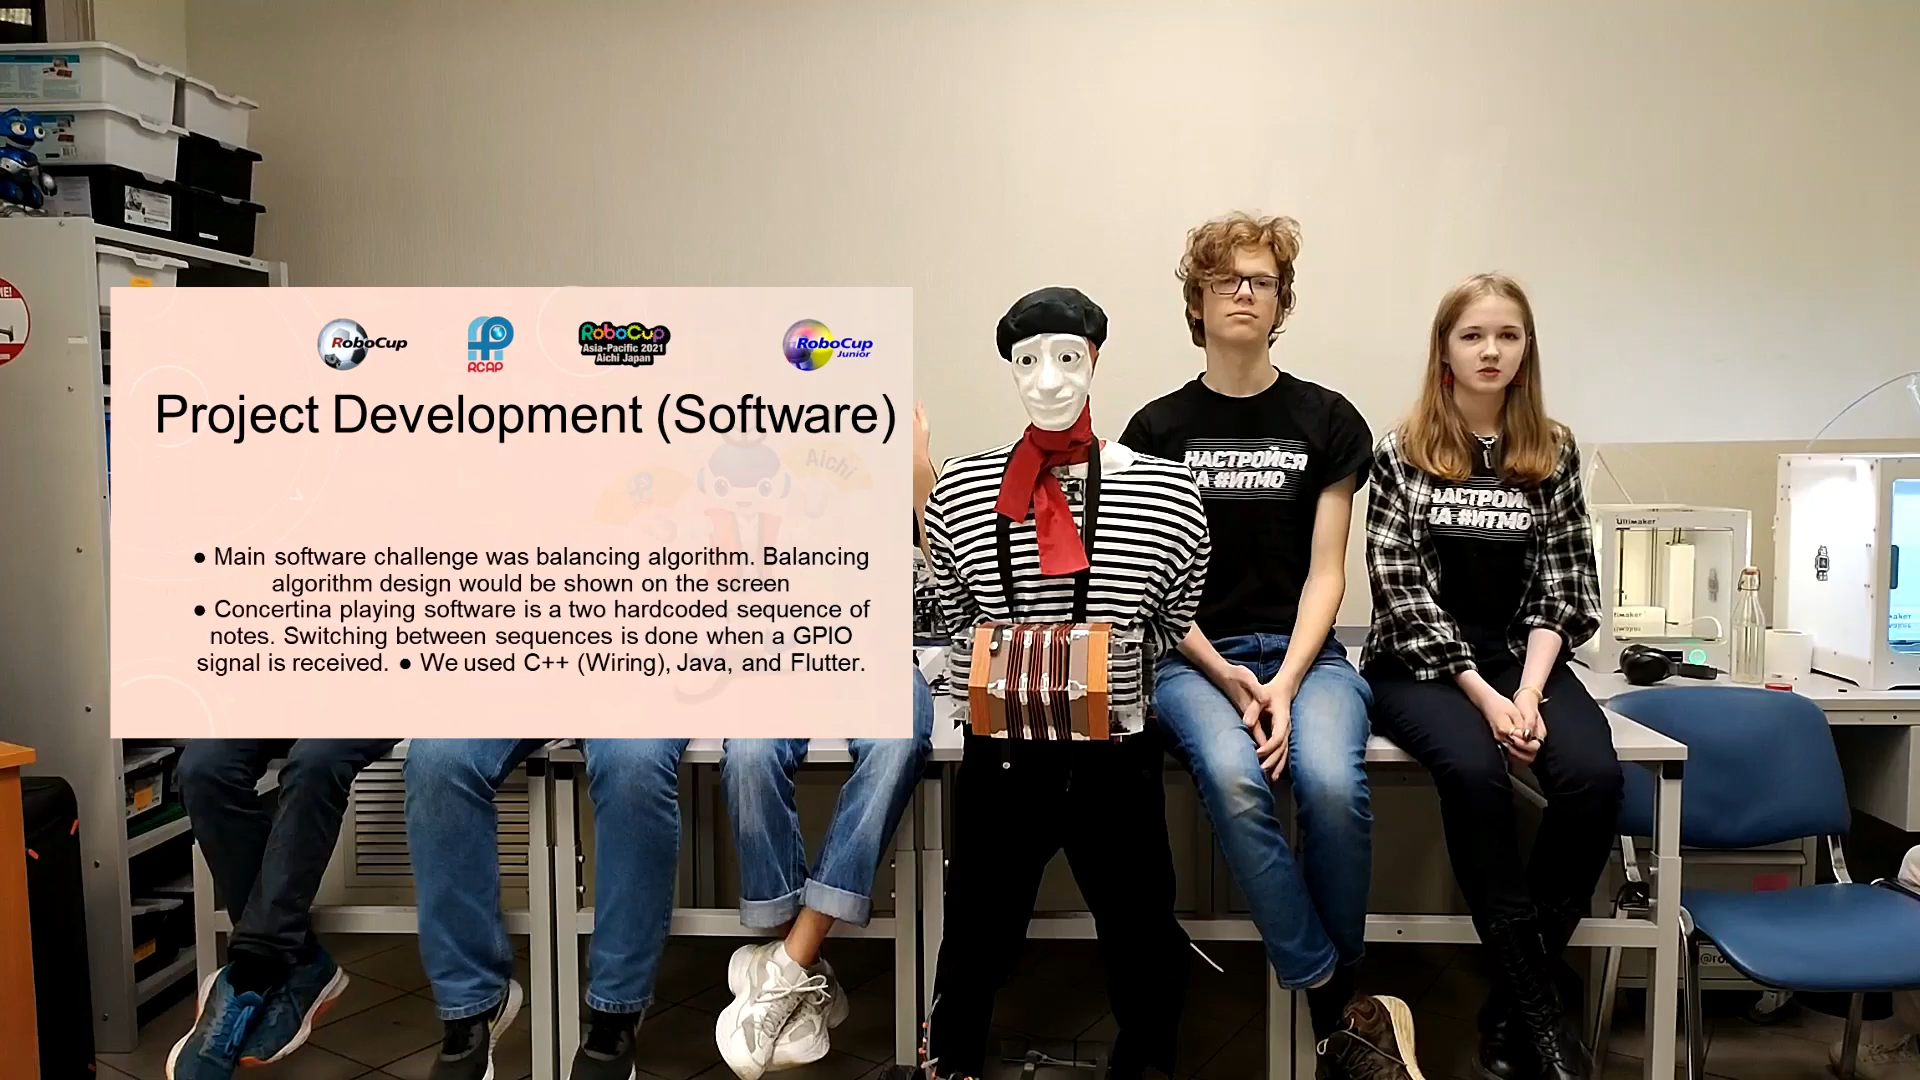 RoboCup
RCAP
RoboCup
Asia-Pacific 2021
Aichi Japan
RoboCup
Junior
Project Development (Software)
Aichi
● Main software challenge was balancing algorithm. Balancing
algorithm design would be shown on the screen
● Concertina playing software is a two hardcoded sequence of
notes. Switching between sequences is done when a GPIO
signal is received. ● We used C++ (Wiring), Java, and Flutter.
НАСТРОЙСЯ
А #ИТМО
НАСТРОЙ
НА #ИТМО
Ultimaker